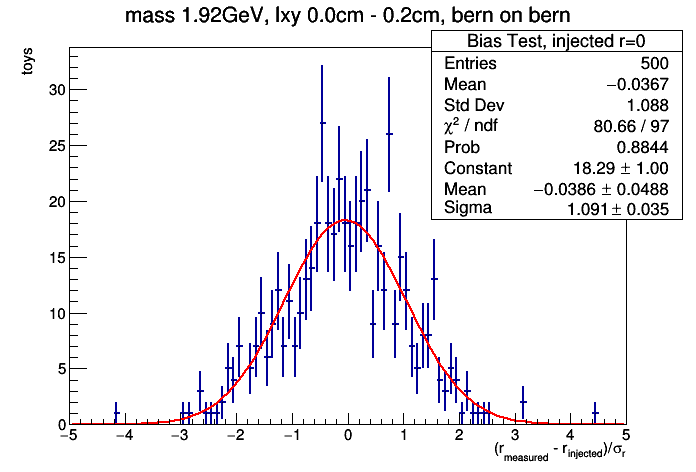 mass 1.92GeV, lxy 0.0cm - 0.2cm, bern on bern
toys
Bias Test, injected r=0
Entries 500
Mean −0.0367
Std Dev 1.088
χ² / ndf 80.66 / 97
Prob 0.8844
Constant 18.29 ± 1.00
Mean −0.0386 ± 0.0488
Sigma 1.091 ± 0.035
30
25
20
15
10
5
0
−5 −4 −3 −2 −1 0 1 2 3 4 5
(r_measured - r_injected)/σ_r